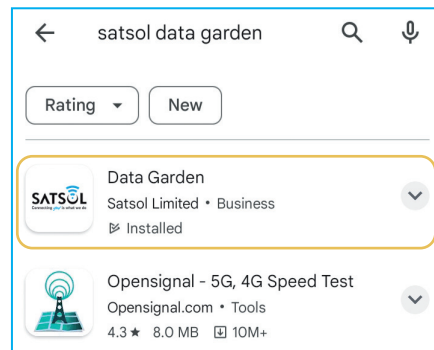 satsol data garden
Rating
New
SATSOL
Connecting you is what we do
Data Garden
Satsol Limited • Business
Installed
Opensignal - 5G, 4G Speed Test
Opensignal.com • Tools
4.3★ 8.0 MB 10M+